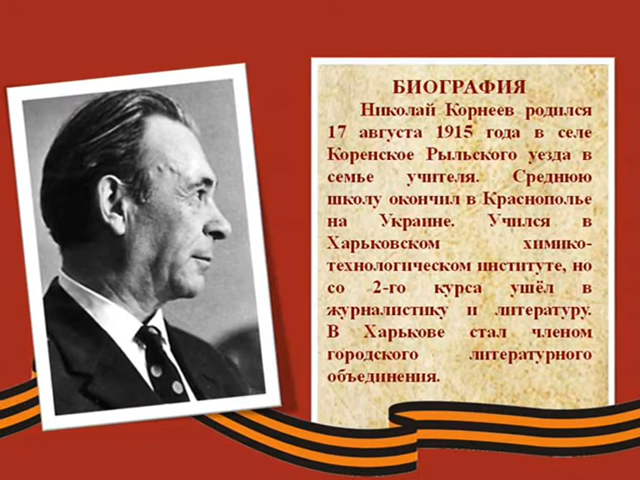 БИОГРАФИЯ
Николай Корнеев родился
17 августа 1915 года в селе
Коренское Рыльского уезда в
семье учителя. Среднюю
школу окончил в Краснополье
на Украине. Учился в
Харьковском химико-
технологическом институте, но
со 2-го курса ушёл в
журналистику и литературу.
В Харькове стал членом
городского литературного
объединения.